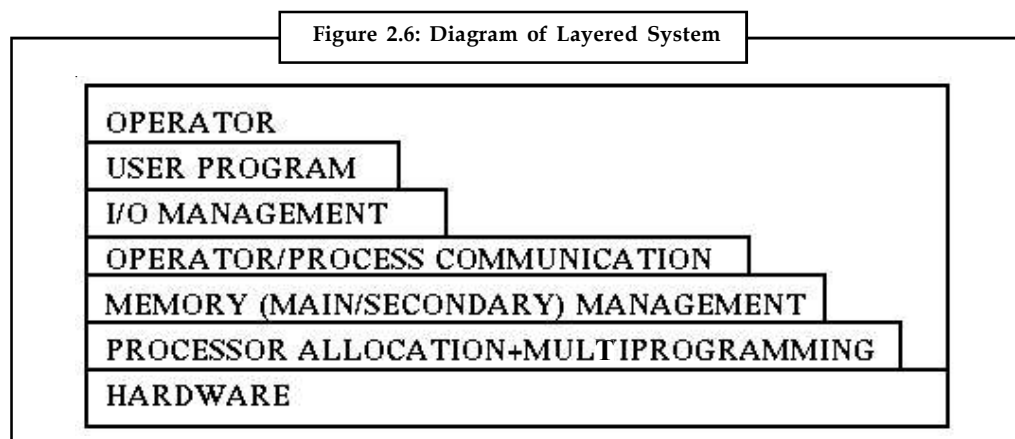 Figure 2.6: Diagram of Layered System
OPERATOR
USER PROGRAM
I/O MANAGEMENT
OPERATOR/PROCESS COMMUNICATION
MEMORY (MAIN/SECONDARY) MANAGEMENT
PROCESSOR ALLOCATION+MULTIPROGRAMMING
HARDWARE